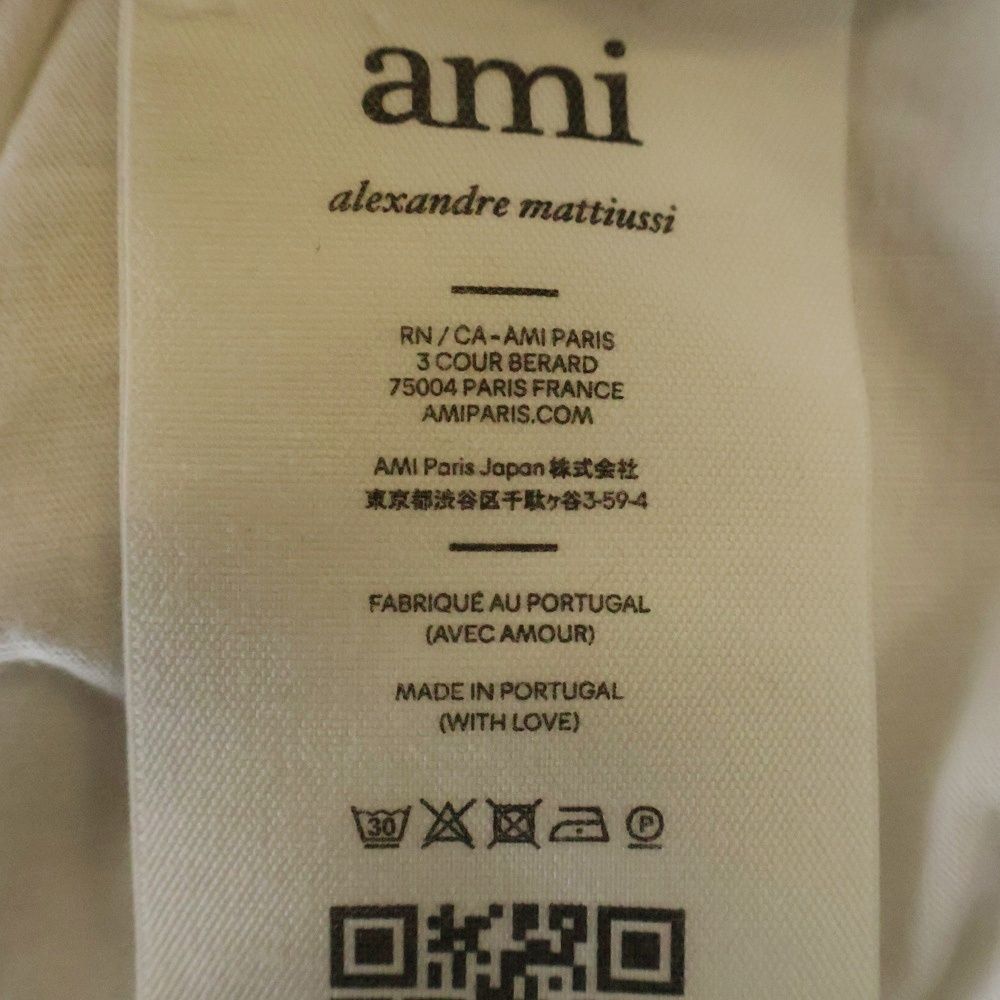 ami
alexandre mattiussi
RN / CA-AMI PARIS
3 COUR BERARD
75004 PARIS FRANCE
AMIPARIS.COM
AMI Paris Japan 株式会社
東京都渋谷区千駄ヶ谷3-59-4
FABRIQUÉ AU PORTUGAL
(AVEC AMOUR)
MADE IN PORTUGAL
(WITH LOVE)
30 P